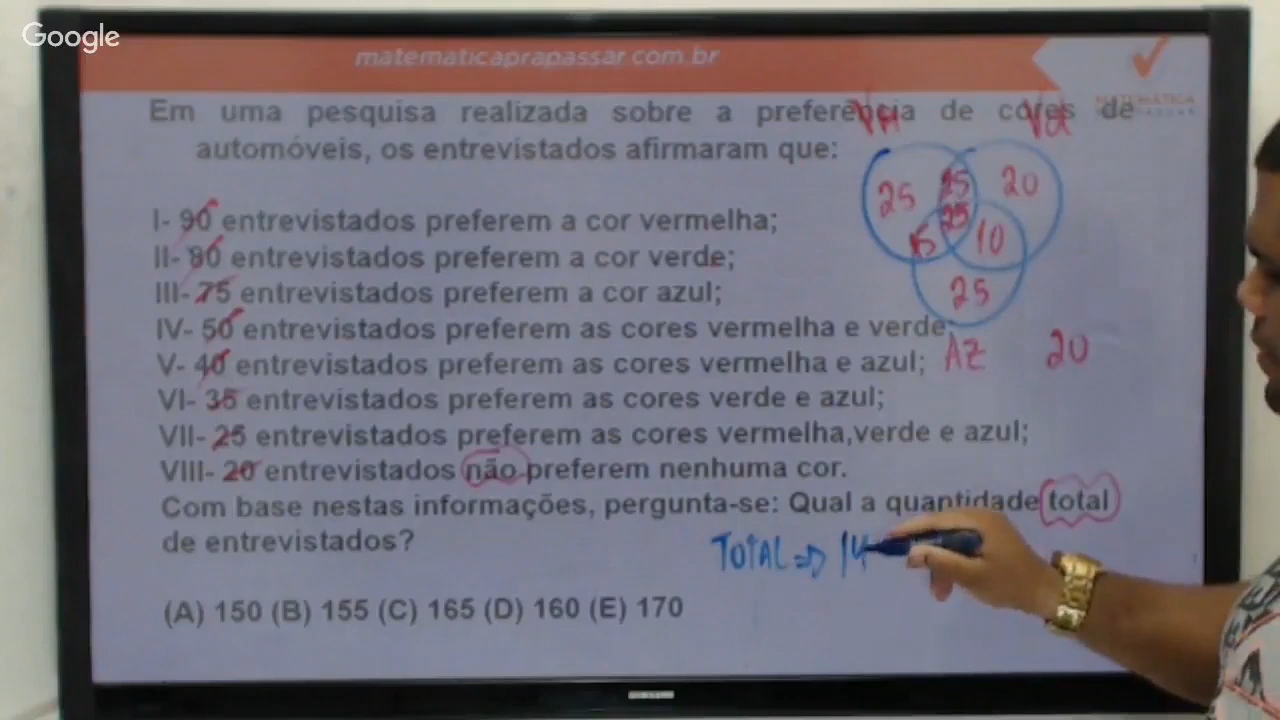 Google
matematicaprapassar.com.br
MATEMÁTICA
Em uma pesquisa realizada sobre a preferência de cores de
automóveis, os entrevistados afirmaram que:
VM
Vd
25 25 20
25
15 10
25
AZ 20
I- 90 entrevistados preferem a cor vermelha;
II- 80 entrevistados preferem a cor verde;
III- 75 entrevistados preferem a cor azul;
IV- 50 entrevistados preferem as cores vermelha e verde;
V- 40 entrevistados preferem as cores vermelha e azul;
VI- 35 entrevistados preferem as cores verde e azul;
VII- 25 entrevistados preferem as cores vermelha,verde e azul;
VIII- 20 entrevistados não preferem nenhuma cor.
Com base nestas informações, pergunta-se: Qual a quantidade total
de entrevistados?
TOTAL => 14
(A) 150 (B) 155 (C) 165 (D) 160 (E) 170